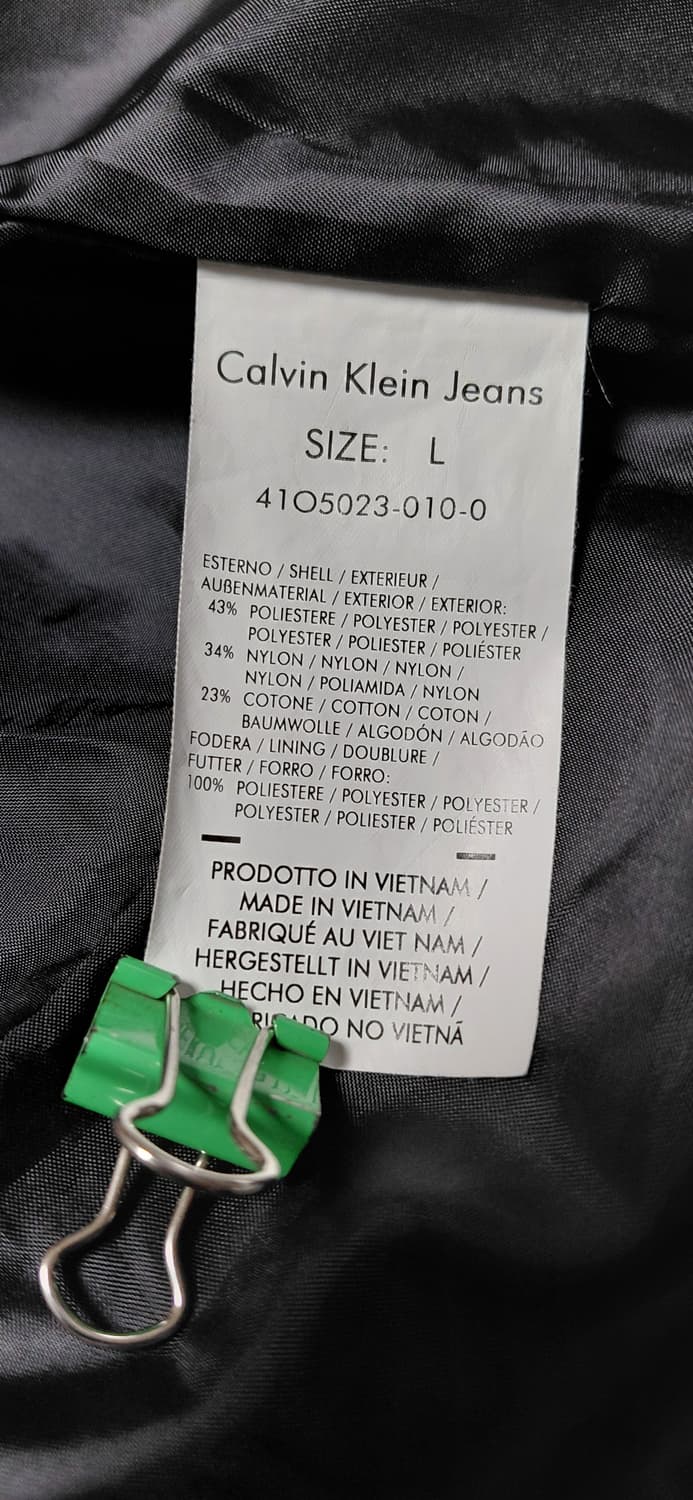 Calvin Klein Jeans
SIZE: L
41O5023-010-0
ESTERNO / SHELL / EXTERIEUR /
AUßENMATERIAL / EXTERIOR / EXTERIOR:
43% POLIESTERE / POLYESTER / POLYESTER /
POLYESTER / POLIESTER / POLIÉSTER
34% NYLON / NYLON / NYLON /
NYLON / POLIAMIDA / NYLON
23% COTONE / COTTON / COTON /
BAUMWOLLE / ALGODÓN / ALGODÃO
FODERA / LINING / DOUBLURE /
FUTTER / FORRO / FORRO:
100% POLIESTERE / POLYESTER / POLYESTER /
POLYESTER / POLIESTER / POLIÉSTER
PRODOTTO IN VIETNAM /
MADE IN VIETNAM /
FABRIQUÉ AU VIET NAM /
HERGESTELLT IN VIETNAM /
HECHO EN VIETNAM /
NO VIETNÃ